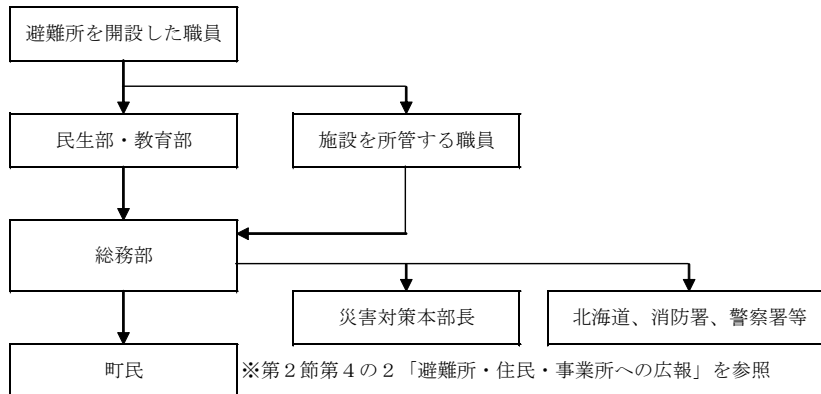 避難所を開設した職員
民生部・教育部
施設を所管する職員
総務部
災害対策本部長
北海道、消防署、警察署等
町民
※第２節第４の２「避難所・住民・事業所への広報」を参照